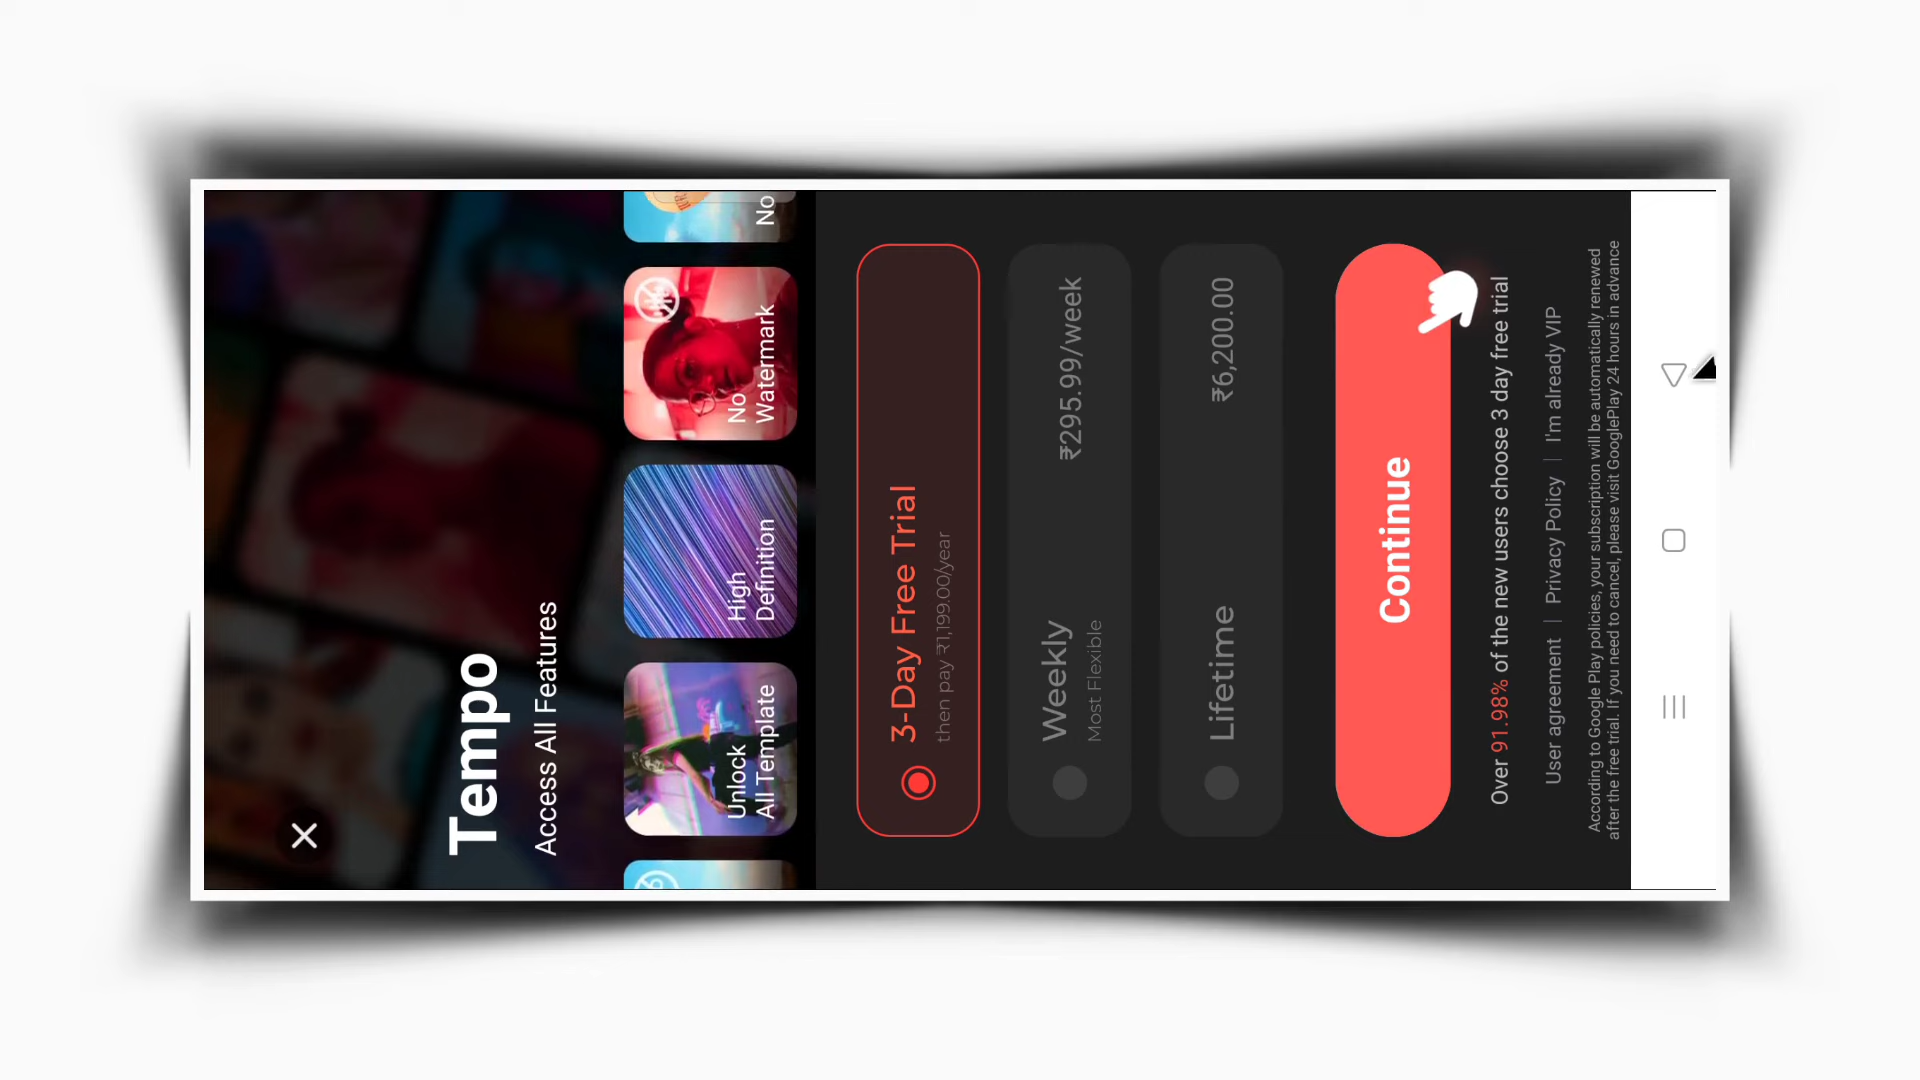 Tempo
Access All Features
Unlock
All Template
High
Definition
No
Watermark
No
3-Day Free Trial
then pay ₹1,199.00/year
Weekly
Most Flexible
₹295.99/week
Lifetime
₹6,200.00
Continue
Over 91.98% of the new users choose 3 day free trial
User agreement | Privacy Policy | I'm already VIP
According to Google Play policies, your subscription will be automatically renewed
after the free trial. If you need to cancel, please visit GooglePlay 24 hours in advance